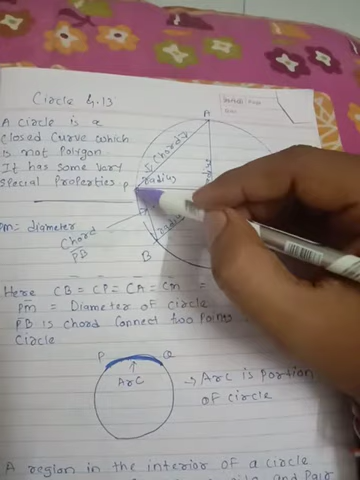 Circle 4.13
A circle is a
closed curve which
is not Polygon
It has some very
special Properties
A
Chord
radius
P
radius
B
Pm = diameter
Chord
PB
Here CB = CP = CA = Cm =
Pm = Diameter of circle
PB is chord connect two Points
Circle
P
Q
Arc
→ Arc is portion
of circle
A region in the interior of a circle